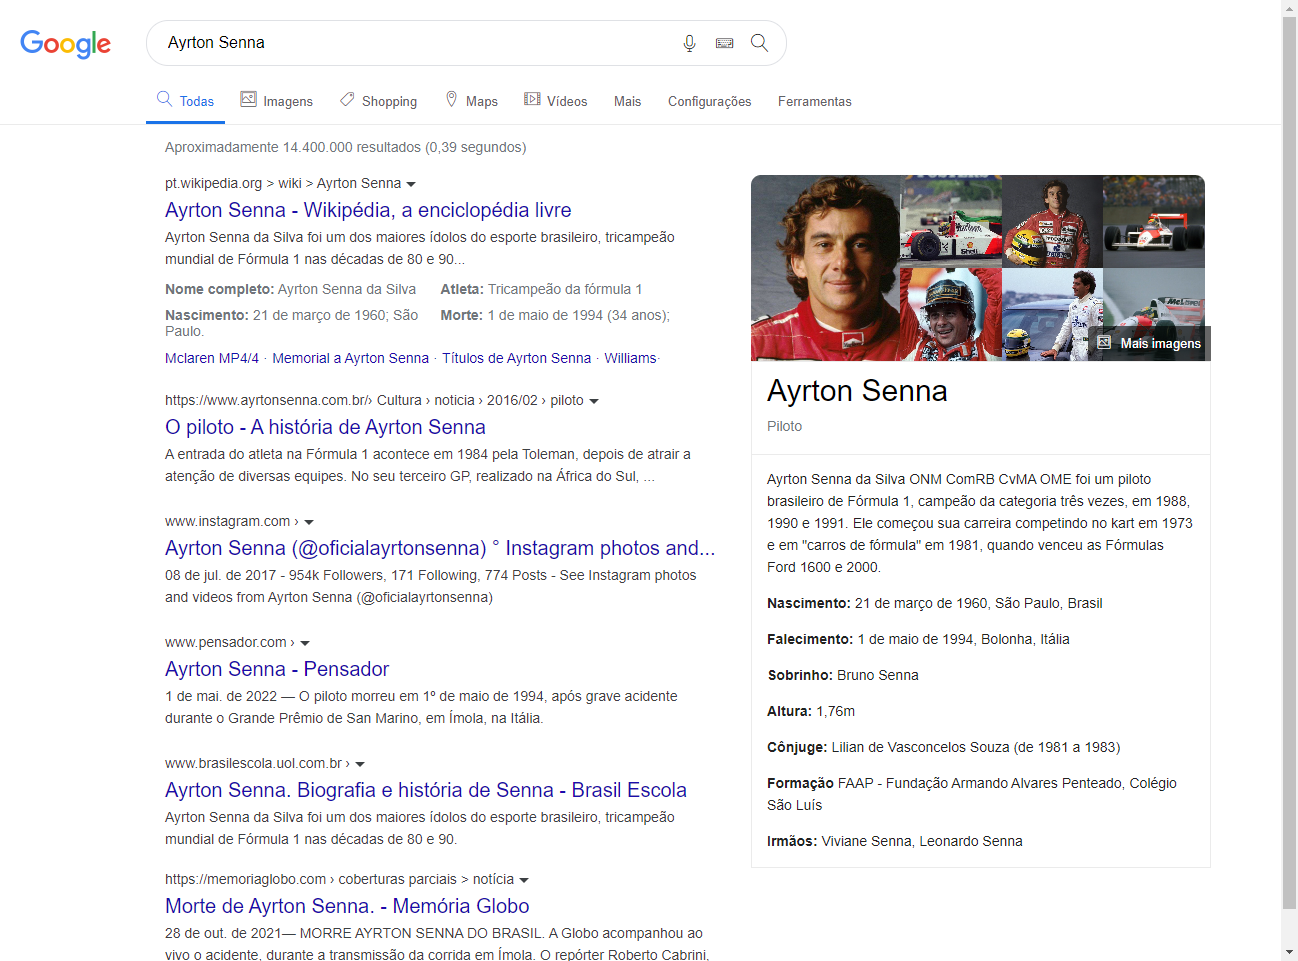 Google
Ayrton Senna
Todas
Imagens
Shopping
Maps
Vídeos
Mais
Configurações
Ferramentas
Aproximadamente 14.400.000 resultados (0,39 segundos)
pt.wikipedia.org > wiki > Ayrton Senna
Ayrton Senna - Wikipédia, a enciclopédia livre
Ayrton Senna da Silva foi um dos maiores ídolos do esporte brasileiro, tricampeão
mundial de Fórmula 1 nas décadas de 80 e 90...
Nome completo: Ayrton Senna da Silva
Atleta: Tricampeão da fórmula 1
Nascimento: 21 de março de 1960; São
Paulo.
Morte: 1 de maio de 1994 (34 anos);
Mclaren MP4/4 · Memorial a Ayrton Senna · Títulos de Ayrton Senna · Williams·
https://www.ayrtonsenna.com.br/› Cultura › noticia › 2016/02 › piloto
O piloto - A história de Ayrton Senna
A entrada do atleta na Fórmula 1 acontece em 1984 pela Toleman, depois de atrair a
atenção de diversas equipes. No seu terceiro GP, realizado na África do Sul, ...
www.instagram.com ›
Ayrton Senna (@oficialayrtonsenna) ° Instagram photos and...
08 de jul. de 2017 - 954k Followers, 171 Following, 774 Posts - See Instagram photos
and videos from Ayrton Senna (@oficialayrtonsenna)
www.pensador.com ›
Ayrton Senna - Pensador
1 de mai. de 2022 — O piloto morreu em 1º de maio de 1994, após grave acidente
durante o Grande Prêmio de San Marino, em Ímola, na Itália.
www.brasilescola.uol.com.br ›
Ayrton Senna. Biografia e história de Senna - Brasil Escola
Ayrton Senna da Silva foi um dos maiores ídolos do esporte brasileiro, tricampeão
mundial de Fórmula 1 nas décadas de 80 e 90.
https://memoriaglobo.com › coberturas parciais > notícia
Morte de Ayrton Senna. - Memória Globo
28 de out. de 2021— MORRE AYRTON SENNA DO BRASIL. A Globo acompanhou ao
vivo o acidente, durante a transmissão da corrida em Ímola. O repórter Roberto Cabrini,
Mais imagens
Ayrton Senna
Piloto
Ayrton Senna da Silva ONM ComRB CvMA OME foi um piloto
brasileiro de Fórmula 1, campeão da categoria três vezes, em 1988,
1990 e 1991. Ele começou sua carreira competindo no kart em 1973
e em "carros de fórmula" em 1981, quando venceu as Fórmulas
Ford 1600 e 2000.
Nascimento: 21 de março de 1960, São Paulo, Brasil
Falecimento: 1 de maio de 1994, Bolonha, Itália
Sobrinho: Bruno Senna
Altura: 1,76m
Cônjuge: Lilian de Vasconcelos Souza (de 1981 a 1983)
Formação FAAP - Fundação Armando Alvares Penteado, Colégio
São Luís
Irmãos: Viviane Senna, Leonardo Senna